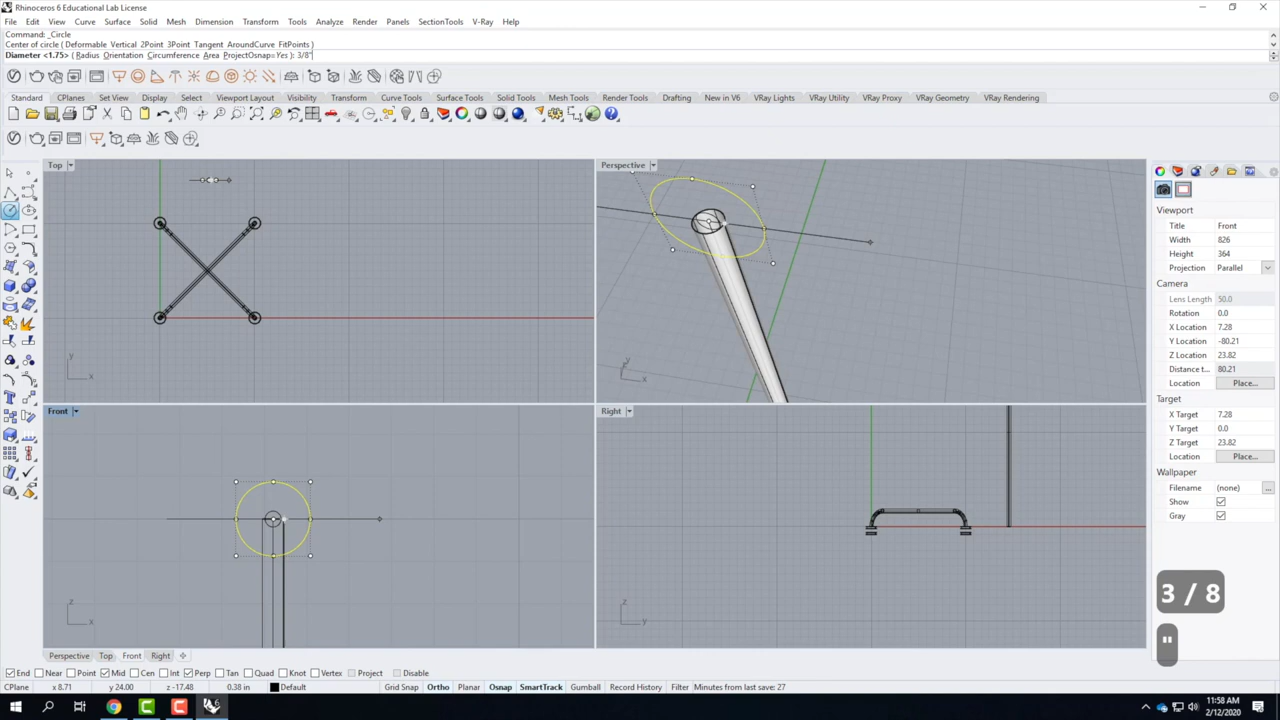 Rhinoceros 6 Educational Lab License
File Edit View Curve Surface Solid Mesh Dimension Transform Tools Analyze Render Panels SectionTools V-Ray Help
Command: _Circle
Center of circle ( Deformable Vertical 2Point 3Point Tangent AroundCurve FitPoints )
Diameter <1.75> ( Radius Orientation Circumference Area ProjectOsnap=Yes ): 3/8"
Standard CPlanes Set View Display Select Viewport Layout Visibility Transform Curve Tools Surface Tools Solid Tools Mesh Tools Render Tools Drafting New in V6 VRay Lights VRay Utility VRay Proxy VRay Geometry VRay Rendering
Top
y
x
Perspective
y
x
Front
z
x
Right
z
y
Viewport
Title Front
Width 826
Height 364
Projection Parallel
Camera
Lens Length 50.0
Rotation 0.0
X Location 7.28
Y Location -80.21
Z Location 23.82
Distance t... 80.21
Location Place...
Target
X Target 7.28
Y Target 0.0
Z Target 23.82
Location Place...
Wallpaper
Filename (none) ...
Show
Gray
3 / 8
"
Perspective Top Front Right
End Near Point Mid Cen Int Perp Tan Quad Knot Vertex Project Disable
CPlane x 8.71 y 24.00 z -17.48 0.38 in Default Grid Snap Ortho Planar Osnap SmartTrack Gumball Record History Filter Minutes from last save: 27
11:58 AM
2/12/2020